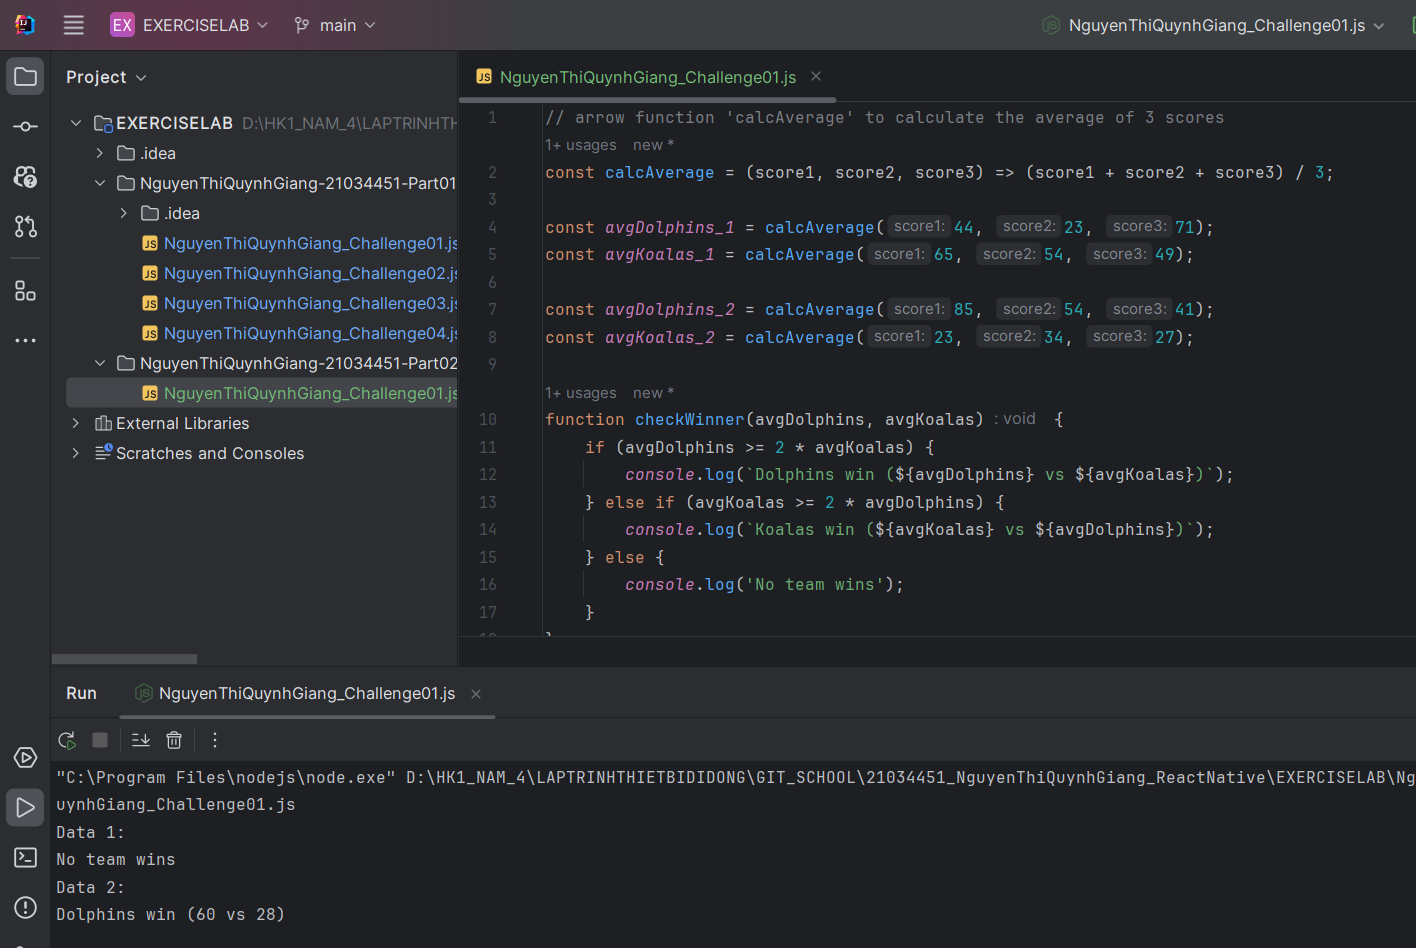 EX EXERCISELAB main NguyenThiQuynhGiang_Challenge01.js
Project
EXERCISELAB D:\HK1_NAM_4\LAPTRINHTH
.idea
NguyenThiQuynhGiang-21034451-Part01
.idea
NguyenThiQuynhGiang_Challenge01.js
NguyenThiQuynhGiang_Challenge02.js
NguyenThiQuynhGiang_Challenge03.js
NguyenThiQuynhGiang_Challenge04.js
NguyenThiQuynhGiang-21034451-Part02
NguyenThiQuynhGiang_Challenge01.js
External Libraries
Scratches and Consoles
JS NguyenThiQuynhGiang_Challenge01.js
1 // arrow function 'calcAverage' to calculate the average of 3 scores
1+ usages new *
2 const calcAverage = (score1, score2, score3) => (score1 + score2 + score3) / 3;
3
4 const avgDolphins_1 = calcAverage( score1: 44, score2: 23, score3: 71);
5 const avgKoalas_1 = calcAverage( score1: 65, score2: 54, score3: 49);
6
7 const avgDolphins_2 = calcAverage( score1: 85, score2: 54, score3: 41);
8 const avgKoalas_2 = calcAverage( score1: 23, score2: 34, score3: 27);
9
1+ usages new *
10 function checkWinner(avgDolphins, avgKoalas) : void {
11 if (avgDolphins >= 2 * avgKoalas) {
12 console.log(`Dolphins win (${avgDolphins} vs ${avgKoalas})`);
13 } else if (avgKoalas >= 2 * avgDolphins) {
14 console.log(`Koalas win (${avgKoalas} vs ${avgDolphins})`);
15 } else {
16 console.log('No team wins');
17 }
Run NguyenThiQuynhGiang_Challenge01.js
"C:\Program Files\nodejs\node.exe" D:\HK1_NAM_4\LAPTRINHTHIETBIDIDONG\GIT_SCHOOL\21034451_NguyenThiQuynhGiang_ReactNative\EXERCISELAB\Ng
uynhGiang_Challenge01.js
Data 1:
No team wins
Data 2:
Dolphins win (60 vs 28)